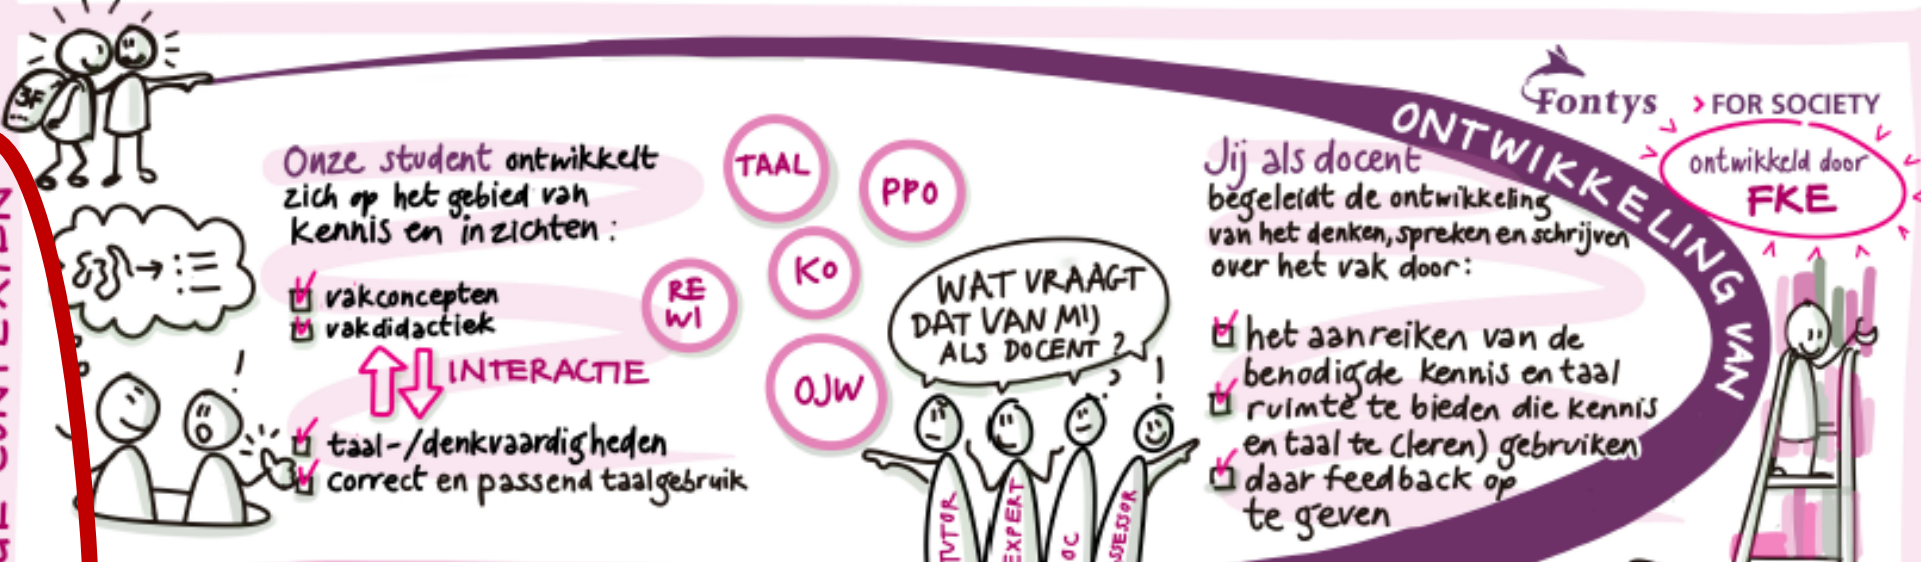 3F
Onze student ontwikkelt
zich op het gebied van
kennis en inzichten:
vakconcepten
vakdidactiek
INTERACTIE
taal-/denkvaardigheden
correct en passend taalgebruik
TAAL
PPO
KO
RE
WI
OJW
WAT VRAAGT
DAT VAN MIJ
ALS DOCENT?
TUTOR
EXPERT
OC
SSESSOR
Jij als docent
begeleidt de ontwikkeling
van het denken, spreken en schrijven
over het vak door:
het aanreiken van de
benodigde kennis en taal
ruimte te bieden die kennis
en taal te (leren) gebruiken
daar feedback op
te geven
ONTWIKKELING VAN
Fontys > FOR SOCIETY
ontwikkeld door
FKE